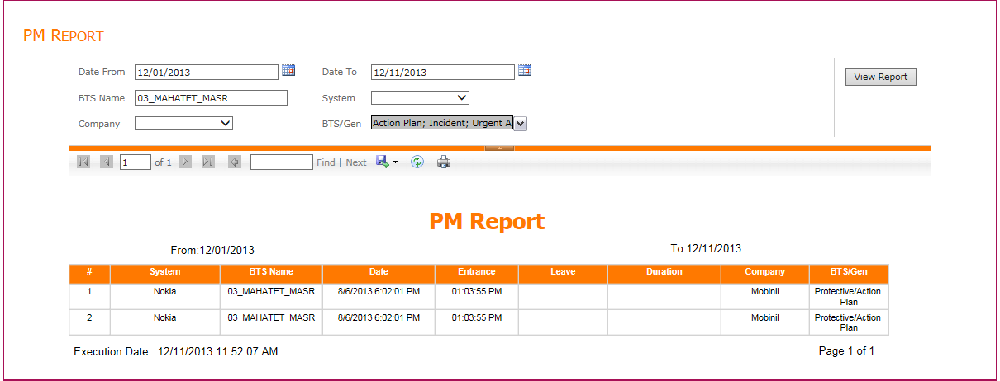 PM REPORT
Date From 12/01/2013 Date To 12/11/2013 View Report
BTS Name 03_MAHATET_MASR System
Company BTS/Gen Action Plan; Incident; Urgent A
1 of 1 Find | Next
PM Report
From:12/01/2013 To:12/11/2013
# System BTS Name Date Entrance Leave Duration Company BTS/Gen
1 Nokia 03_MAHATET_MASR 8/6/2013 6:02:01 PM 01:03:55 PM Mobinil Protective/Action
Plan
2 Nokia 03_MAHATET_MASR 8/6/2013 6:02:01 PM 01:03:55 PM Mobinil Protective/Action
Plan
Execution Date : 12/11/2013 11:52:07 AM Page 1 of 1